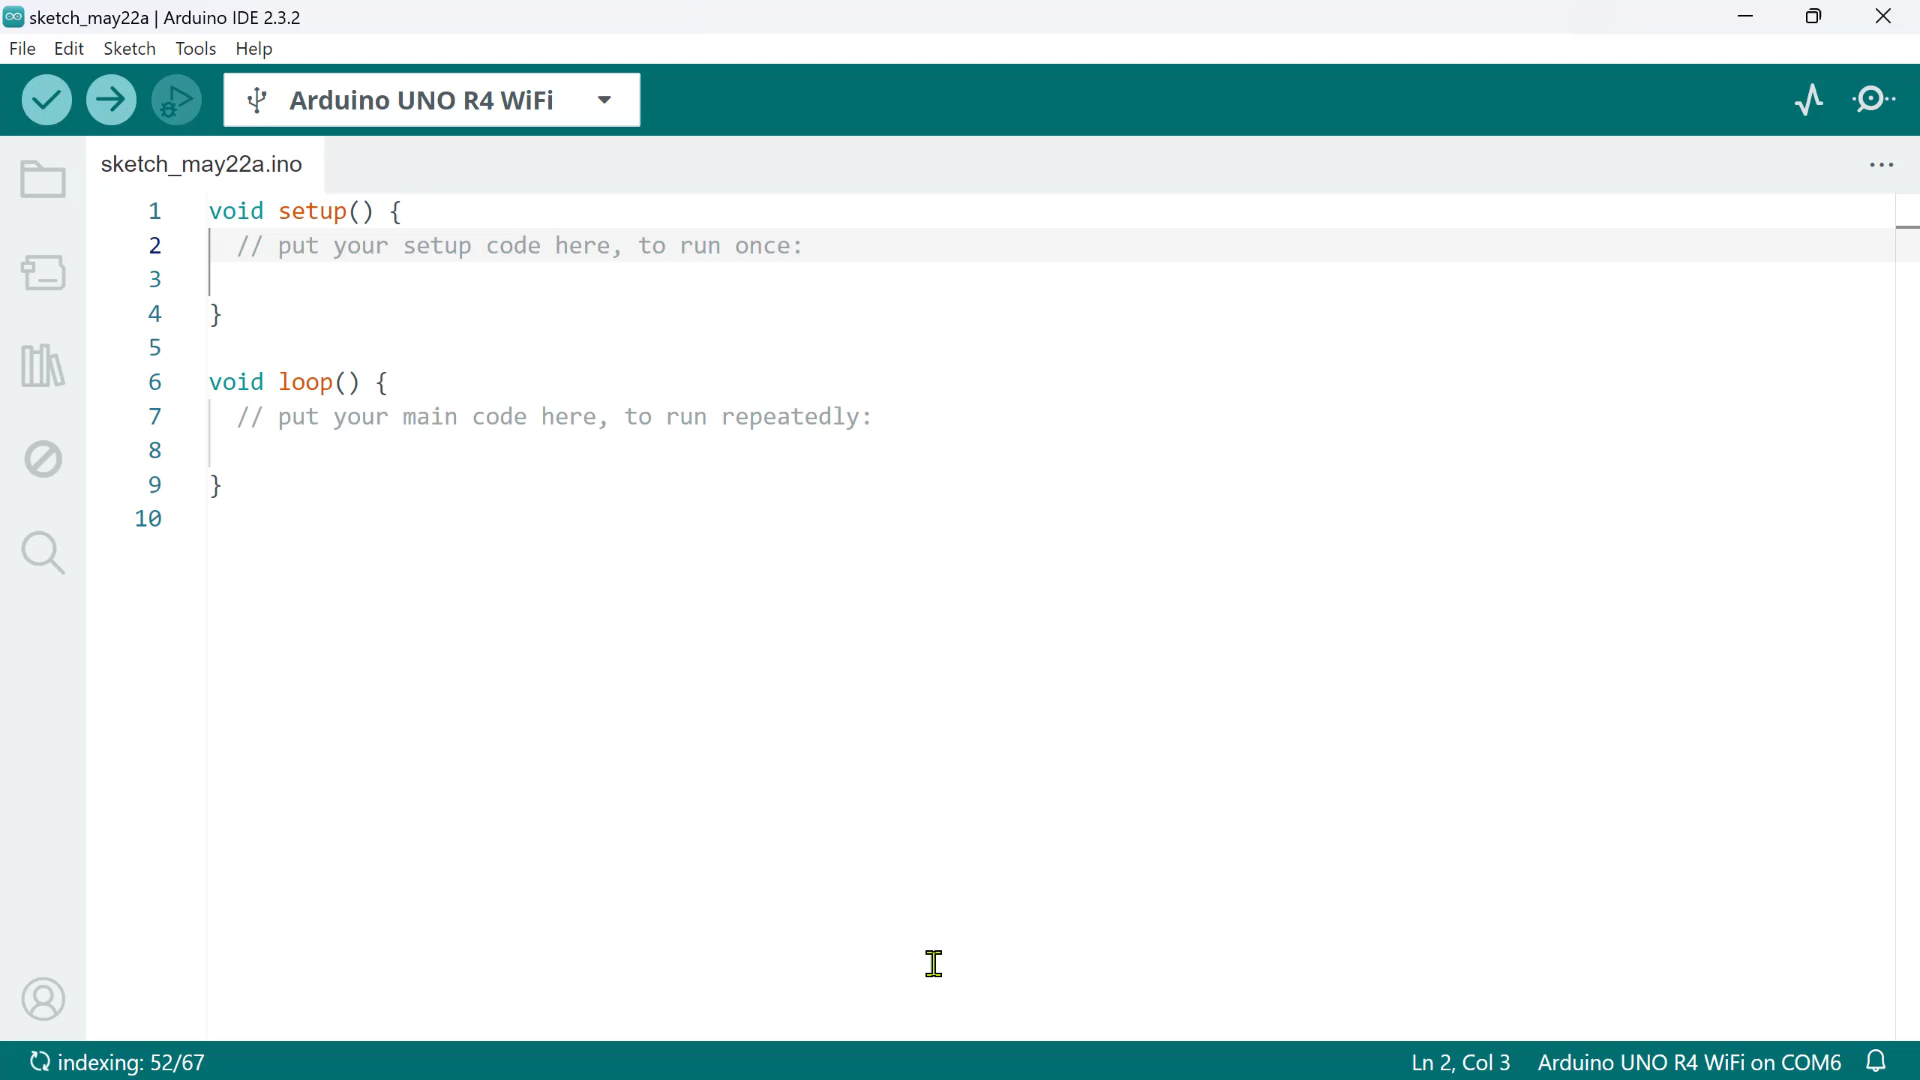 sketch_may22a | Arduino IDE 2.3.2
File Edit Sketch Tools Help
Arduino UNO R4 WiFi
sketch_may22a.ino
1 void setup() {
2 // put your setup code here, to run once:
3
4 }
5
6 void loop() {
7 // put your main code here, to run repeatedly:
8
9 }
10
indexing: 52/67 Ln 2, Col 3 Arduino UNO R4 WiFi on COM6